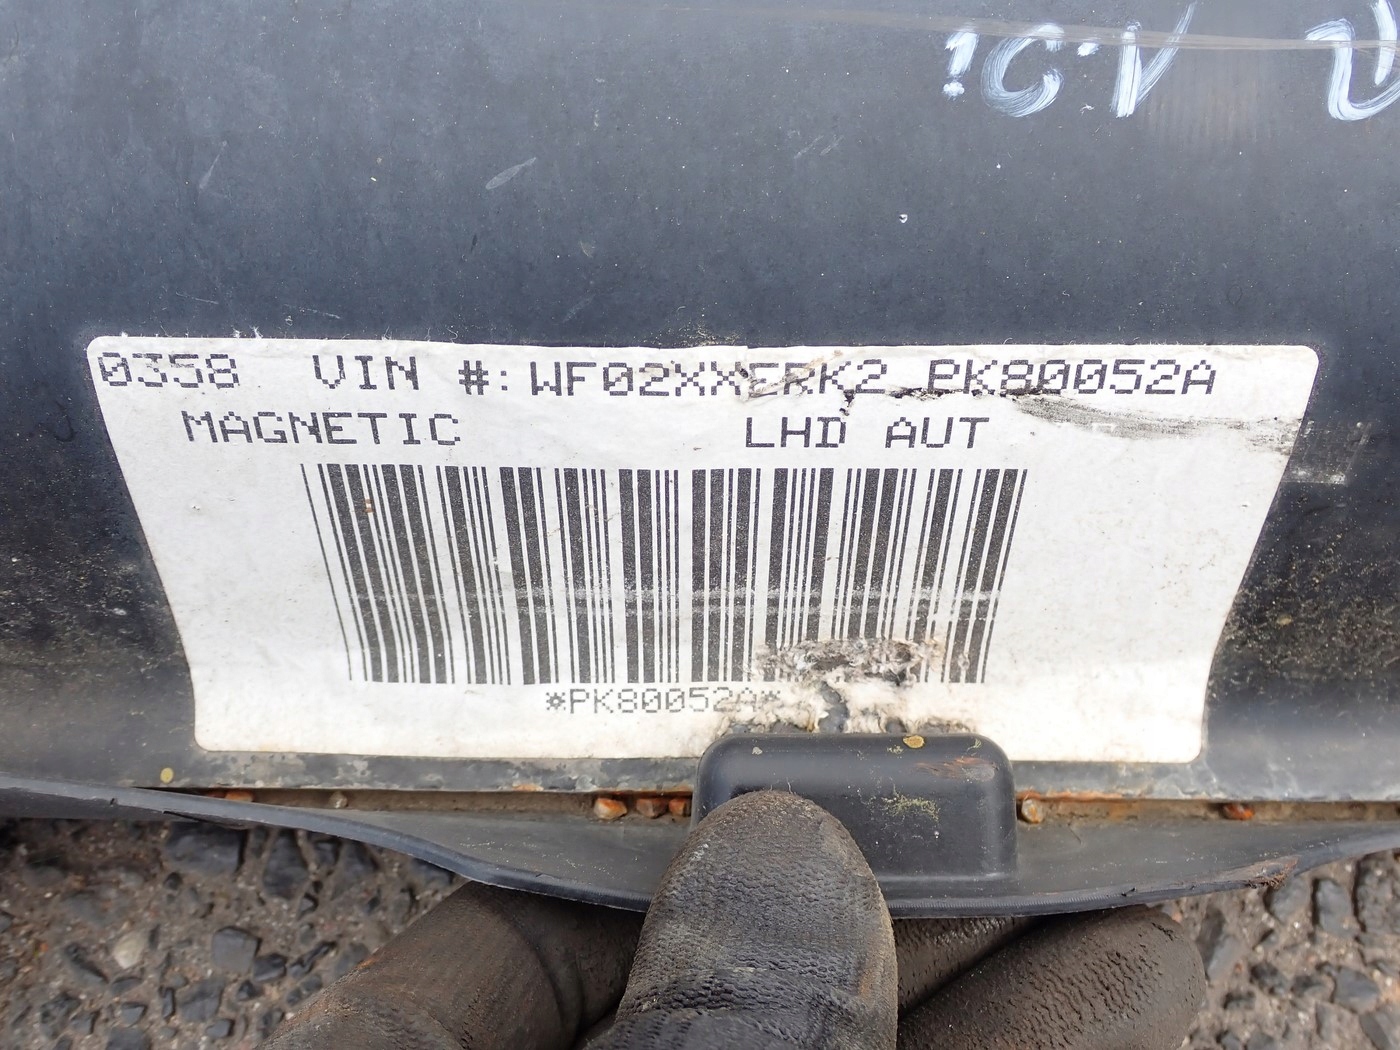 0358 VIN #: WF02XXERK2 PK80052A
MAGNETIC LHD AUT
*PK80052A*